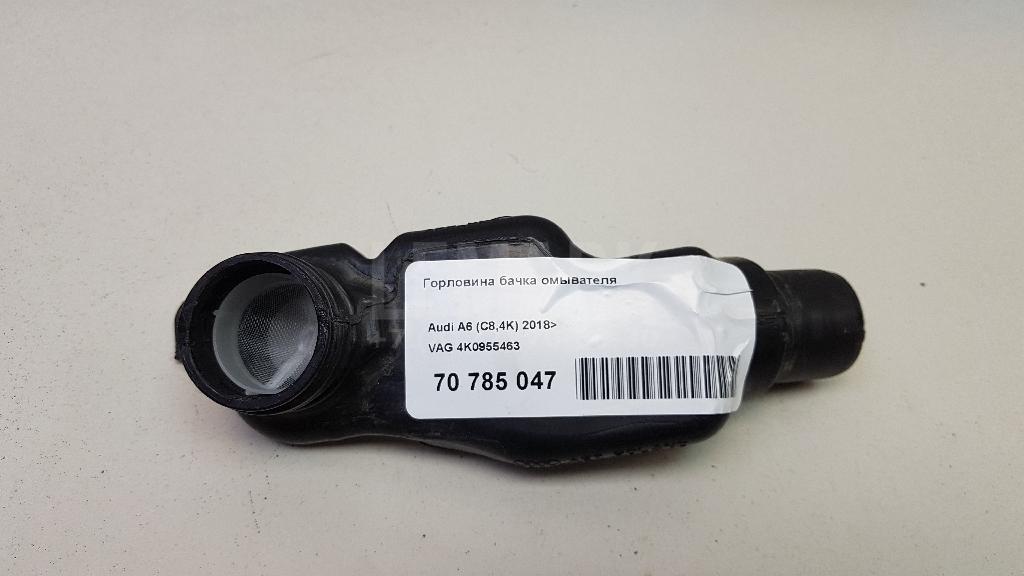 Горловина бачка омывателя
Audi A6 (C8,4K) 2018>
VAG 4K0955463
70 785 047